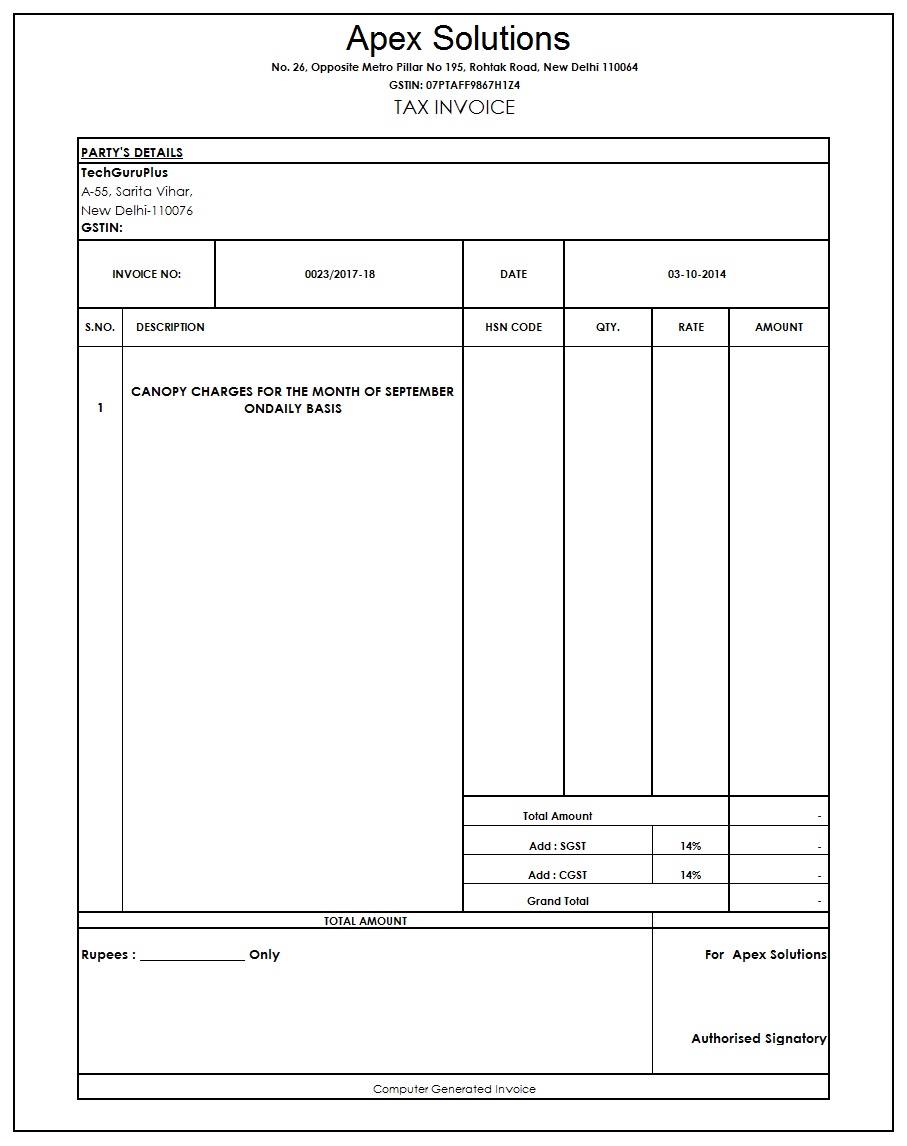 Apex Solutions
No. 26, Opposite Metro Pillar No 195, Rohtak Road, New Delhi 110064
GSTIN: 07PTAFF9867H1Z4
TAX INVOICE
PARTY'S DETAILS
TechGuruPlus
A-55, Sarita Vihar,
New Delhi-110076
GSTIN:
INVOICE NO: 0023/2017-18 DATE 03-10-2014
S.NO. DESCRIPTION HSN CODE QTY. RATE AMOUNT
CANOPY CHARGES FOR THE MONTH OF SEPTEMBER
1 ONDAILY BASIS
Total Amount -
Add : SGST 14% -
Add : CGST 14% -
Grand Total -
TOTAL AMOUNT
Rupees : _______________ Only For Apex Solutions
Authorised Signatory
Computer Generated Invoice